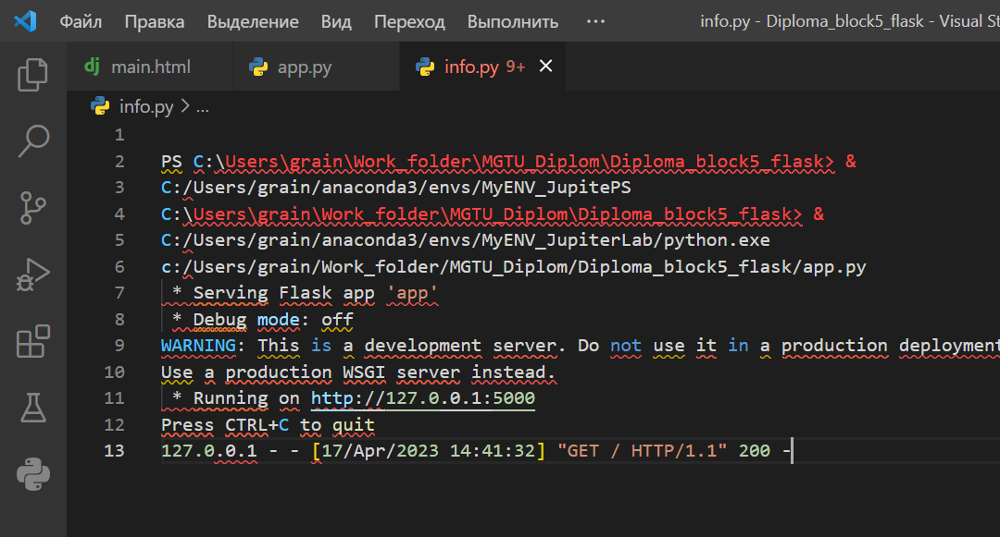 Файл Правка Выделение Вид Переход Выполнить ··· info.py - Diploma_block5_flask - Visual St
dj main.html app.py info.py 9+ ×
info.py > ...
1
2 PS C:\Users\grain\Work_folder\MGTU_Diplom\Diploma_block5_flask> &
3 C:/Users/grain/anaconda3/envs/MyENV_JupitePS
4 C:\Users\grain\Work_folder\MGTU_Diplom\Diploma_block5_flask> &
5 C:/Users/grain/anaconda3/envs/MyENV_JupiterLab/python.exe
6 c:/Users/grain/Work_folder/MGTU_Diplom/Diploma_block5_flask/app.py
7 * Serving Flask app 'app'
8 * Debug mode: off
9 WARNING: This is a development server. Do not use it in a production deployment
10 Use a production WSGI server instead.
11 * Running on http://127.0.0.1:5000
12 Press CTRL+C to quit
13 127.0.0.1 - - [17/Apr/2023 14:41:32] "GET / HTTP/1.1" 200 -